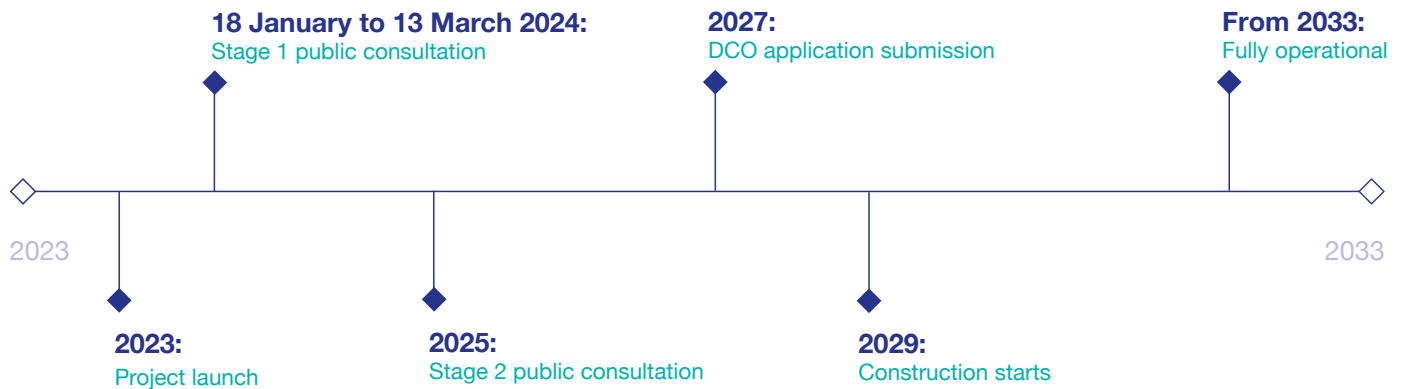 18 January to 13 March 2024:
Stage 1 public consultation
2027:
DCO application submission
From 2033:
Fully operational
2023
2033
2023:
Project launch
2025:
Stage 2 public consultation
2029:
Construction starts